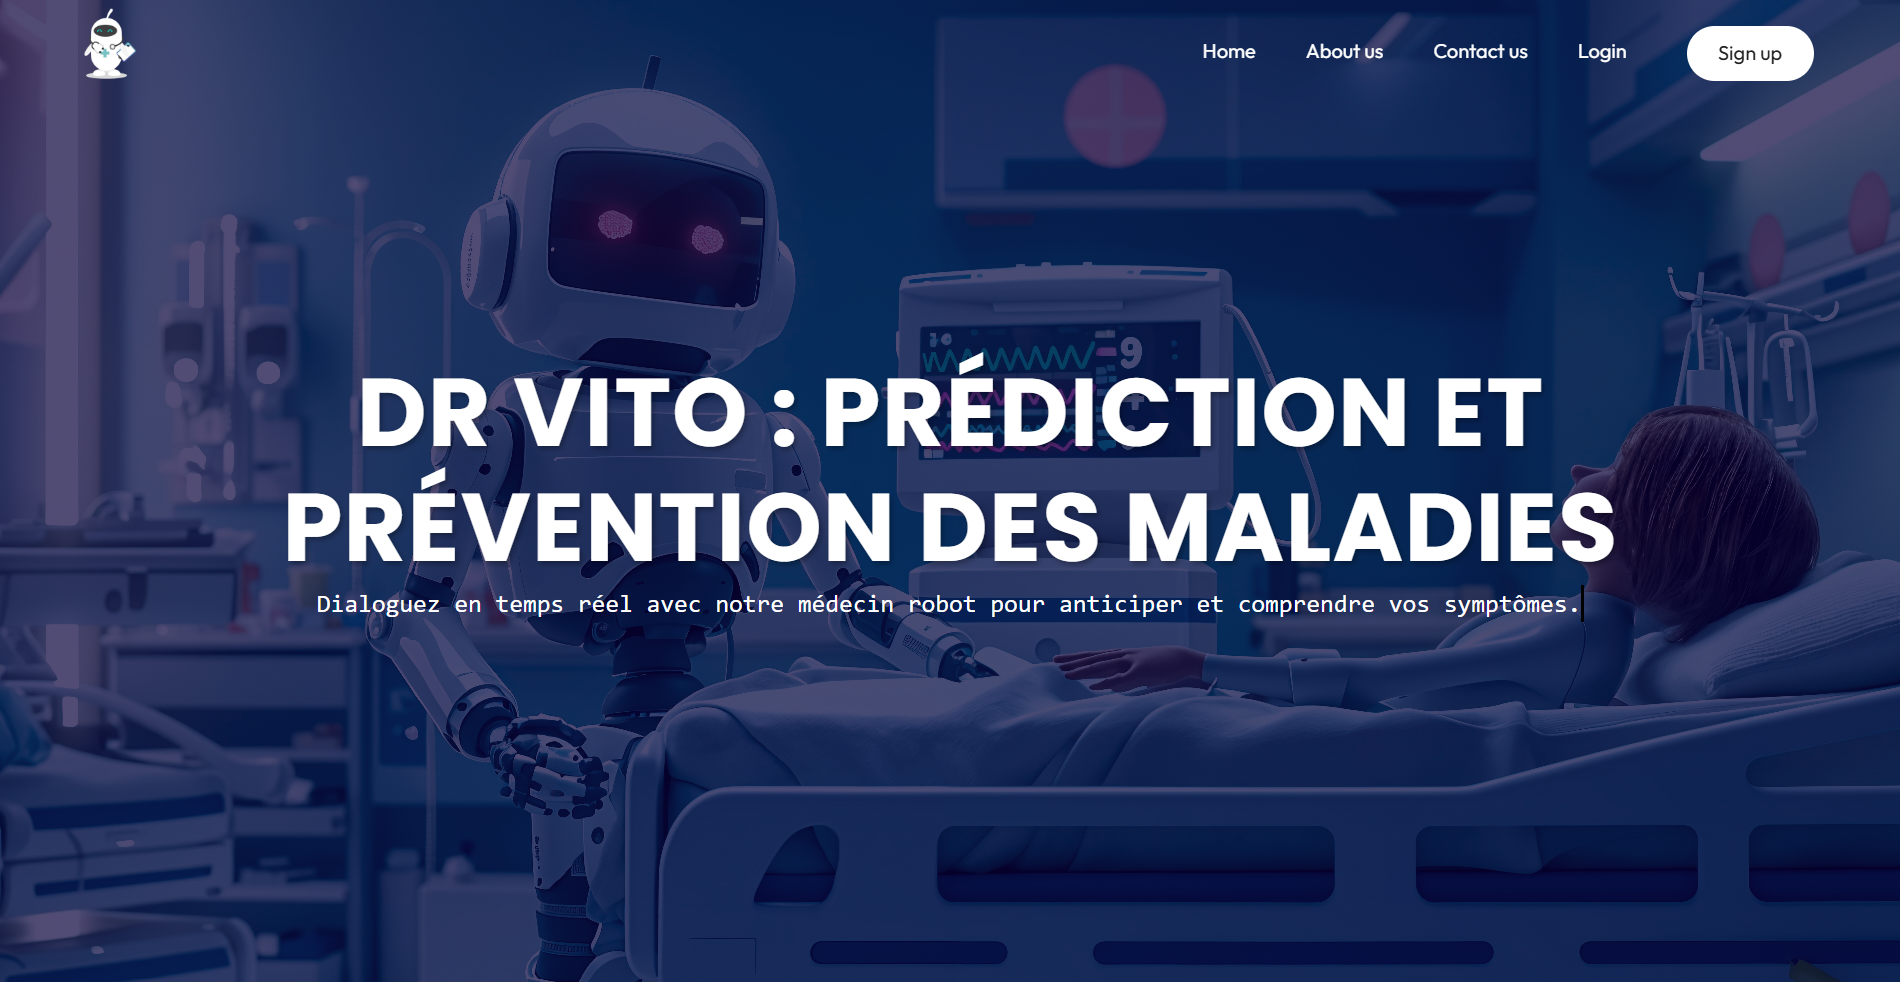 Home About us Contact us Login Sign up
DR VITO : PRÉDICTION ET
PRÉVENTION DES MALADIES
Dialoguez en temps réel avec notre médecin robot pour anticiper et comprendre vos symptômes.